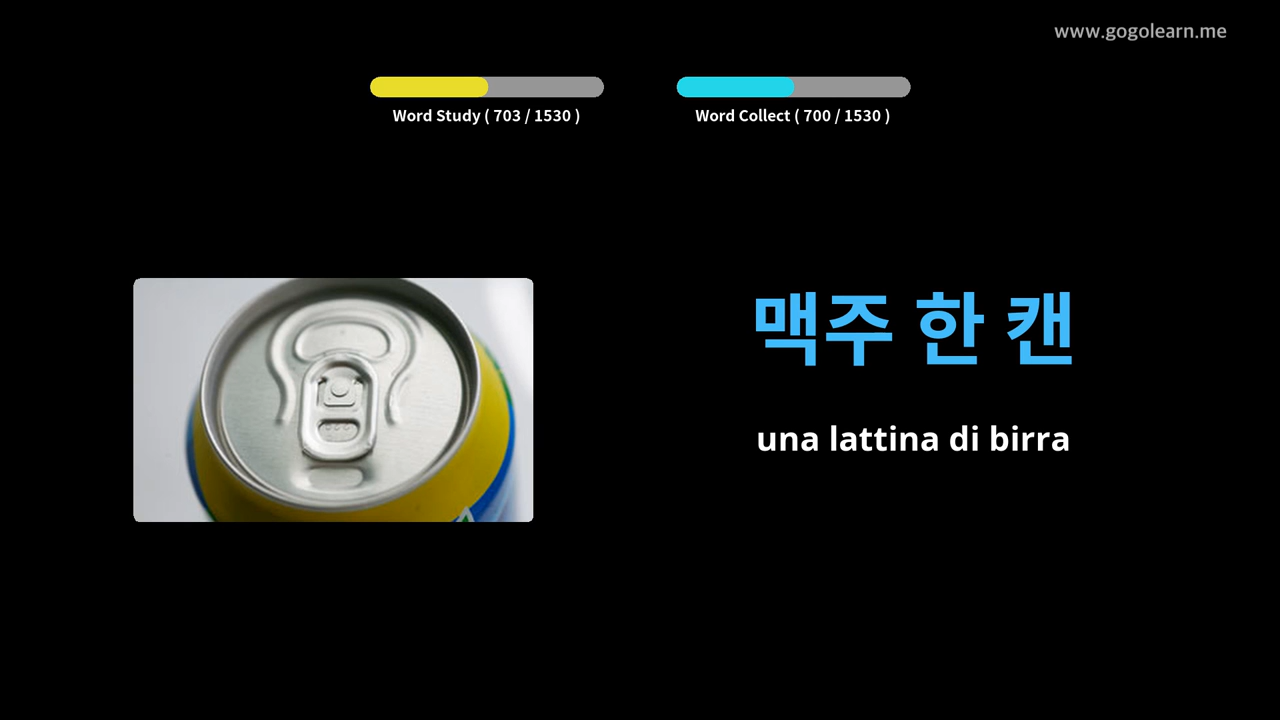 www.gogolearn.me
Word Study ( 703 / 1530 )
Word Collect ( 700 / 1530 )
맥주 한 캔
una lattina di birra